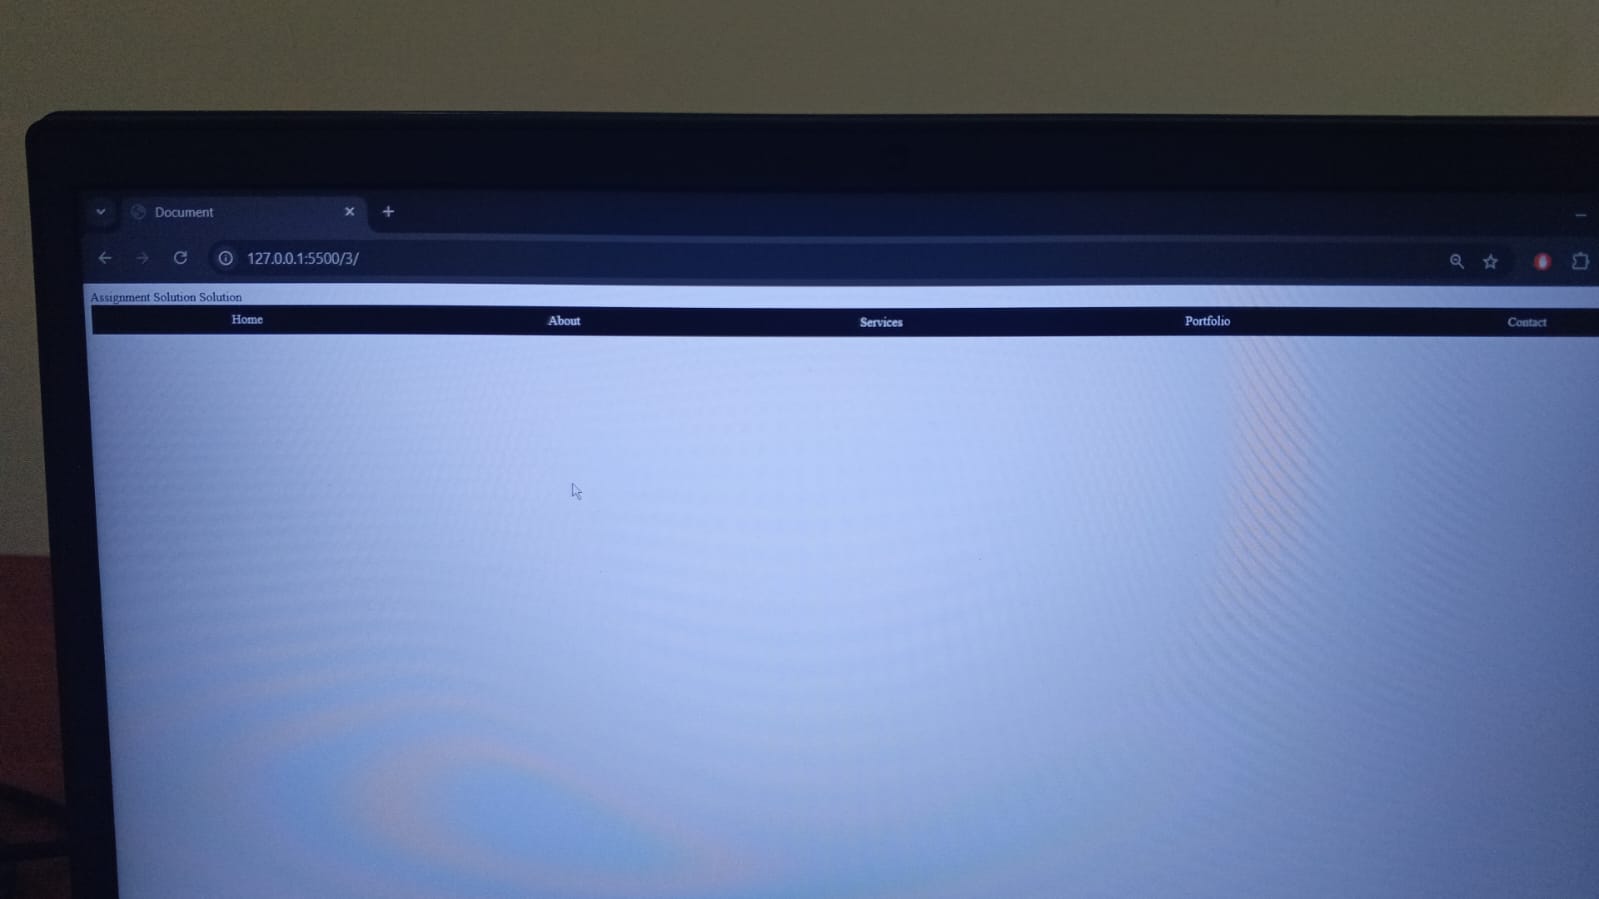 Document
127.0.0.1:5500/3/
Assignment Solution Solution
Home About Services Portfolio Contact